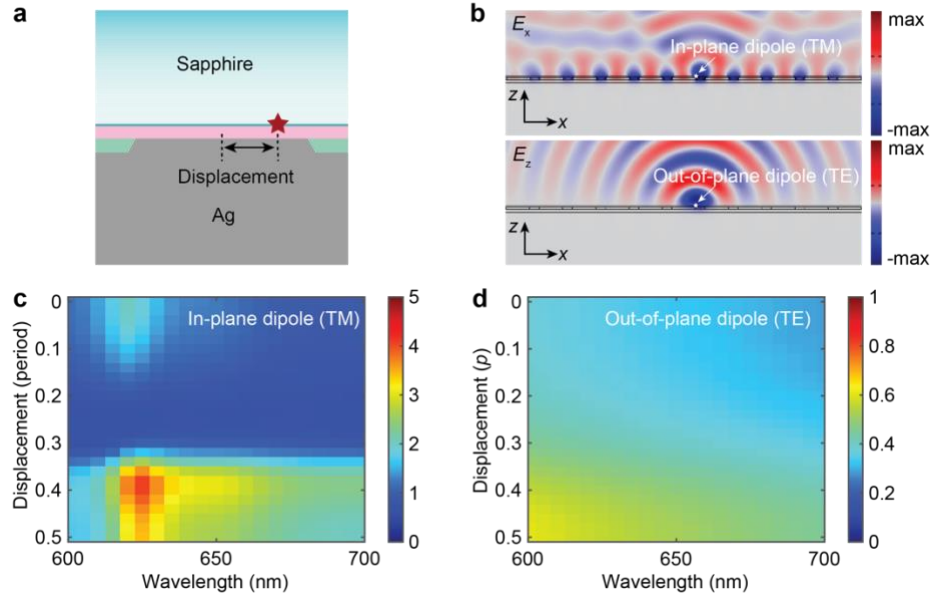 a
Sapphire
Displacement
Ag
b
Ex
In-plane dipole (TM)
z
x
max
-max
Ez
Out-of-plane dipole (TE)
z
x
max
-max
c
In-plane dipole (TM)
Displacement (period)
0
0.1
0.2
0.3
0.4
0.5
600
650
700
Wavelength (nm)
5
4
3
2
1
0
d
Out-of-plane dipole (TE)
Displacement (p)
0
0.1
0.2
0.3
0.4
0.5
600
650
700
Wavelength (nm)
1
0.8
0.6
0.4
0.2
0